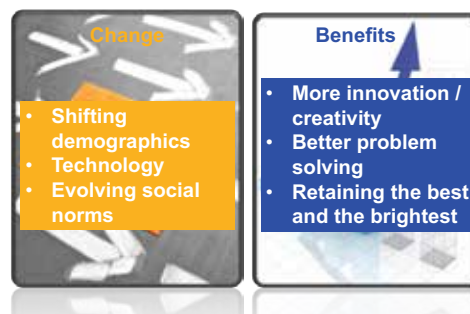 Change
• Shifting
demographics
• Technology
• Evolving social
norms
Benefits
• More innovation /
creativity
• Better problem
solving
• Retaining the best
and the brightest